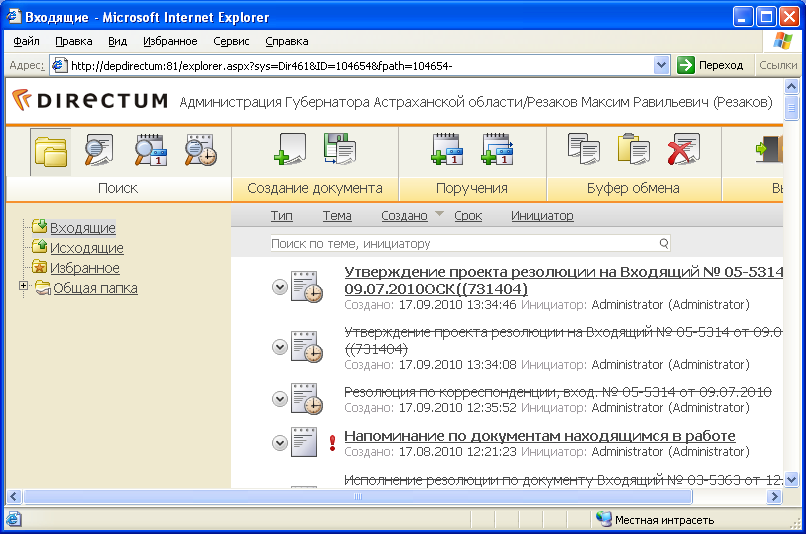 Входящие - Microsoft Internet Explorer
Файл Правка Вид Избранное Сервис Справка
Адрес: http://depdirectum:81/explorer.aspx?sys=Dir461&ID=104654&fpath=104654- Переход Ссылки
DIRECTUM Администрация Губернатора Астраханской области/Резаков Максим Равильевич (Резаков)
Поиск Создание документа Поручения Буфер обмена Вы
Входящие
Исходящие
Избранное
Общая папка
Тип Тема Создано Срок Инициатор
Поиск по теме, инициатору
Утверждение проекта резолюции на Входящий № 05-5314
09.07.2010ОСК((731404)
Создано: 17.09.2010 13:34:46 Инициатор: Administrator (Administrator)
Утверждение проекта резолюции на Входящий № 05-5314 от 09.0
((731404)
Создано: 17.09.2010 13:34:08 Инициатор: Administrator (Administrator)
Резолюция по корреспонденции, вход. № 05-5314 от 09.07.2010
Создано: 17.09.2010 12:35:52 Инициатор: Administrator (Administrator)
Напоминание по документам находящимся в работе
Создано: 17.08.2010 12:21:23 Инициатор: Administrator (Administrator)
Исполнение резолюции по документу Входящий № 03-5363 от 12.
Местная интрасеть